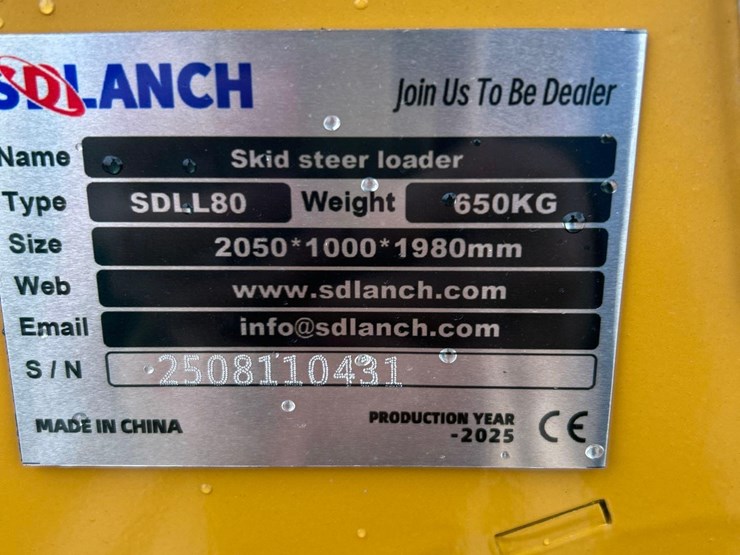 SDLANCH Join Us To Be Dealer
Name Skid steer loader
Type SDLL80 Weight 650KG
Size 2050*1000*1980mm
Web www.sdlanch.com
Email info@sdlanch.com
S/N 2508110431
MADE IN CHINA PRODUCTION YEAR
-2025 CE